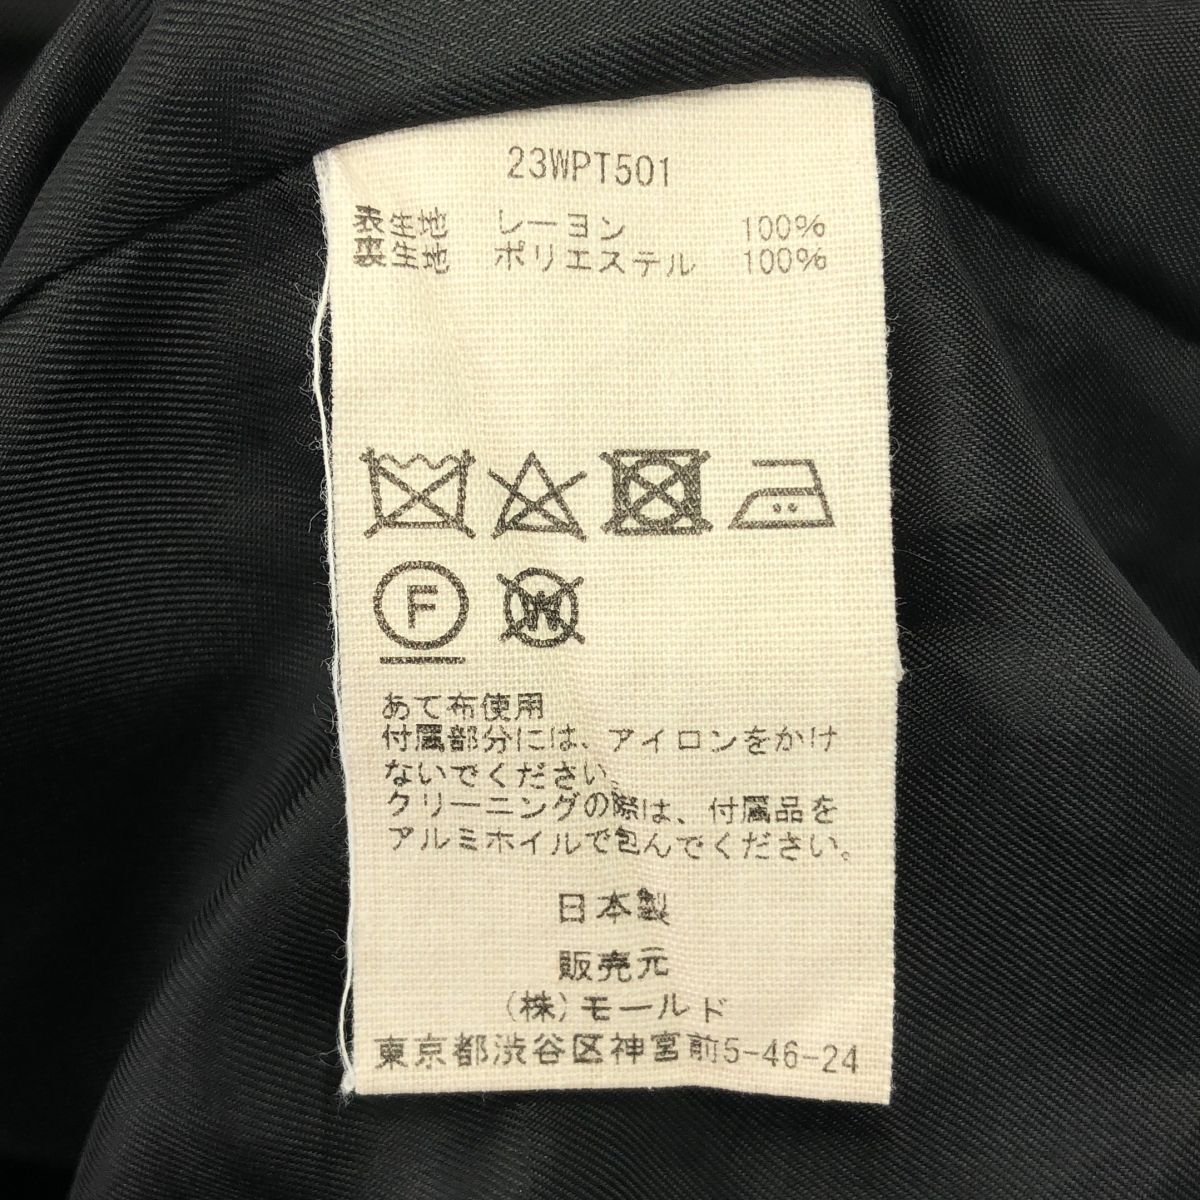 23WPT501
表生地 レーヨン 100%
裏生地 ポリエステル 100%
F
W
あて布使用
付属部分には、アイロンをかけ
ないでください。
クリーニングの際は、付属品を
アルミホイルで包んでください。
日本製
販売元
(株)モールド
東京都渋谷区神宮前5-46-24